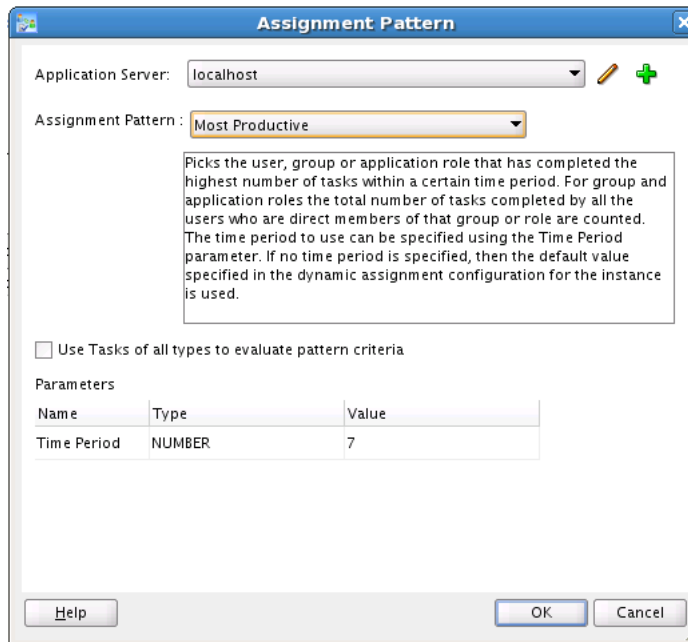 Assignment Pattern
Application Server: localhost
Assignment Pattern : Most Productive
Picks the user, group or application role that has completed the
highest number of tasks within a certain time period. For group and
application roles the total number of tasks completed by all the
users who are direct members of that group or role are counted.
The time period to use can be specified using the Time Period
parameter. If no time period is specified, then the default value
specified in the dynamic assignment configuration for the instance
is used.
Use Tasks of all types to evaluate pattern criteria
Parameters
Name Type Value
Time Period NUMBER 7
Help OK Cancel